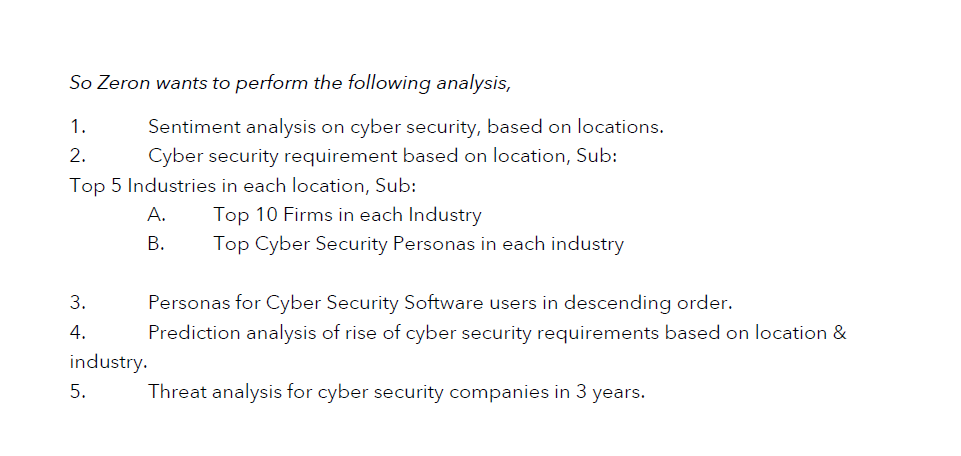 So Zeron wants to perform the following analysis,
1. Sentiment analysis on cyber security, based on locations.
2. Cyber security requirement based on location, Sub:
Top 5 Industries in each location, Sub:
A. Top 10 Firms in each Industry
B. Top Cyber Security Personas in each industry
3. Personas for Cyber Security Software users in descending order.
4. Prediction analysis of rise of cyber security requirements based on location &
industry.
5. Threat analysis for cyber security companies in 3 years.